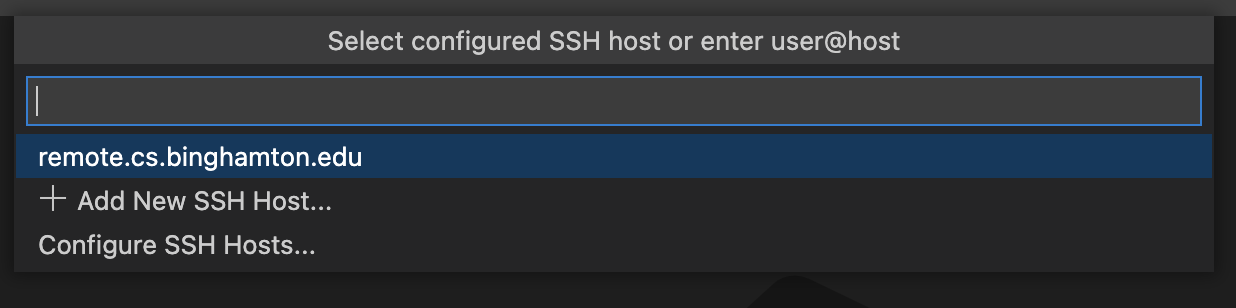 Select configured SSH host or enter user@host
remote.cs.binghamton.edu
+ Add New SSH Host...
Configure SSH Hosts...